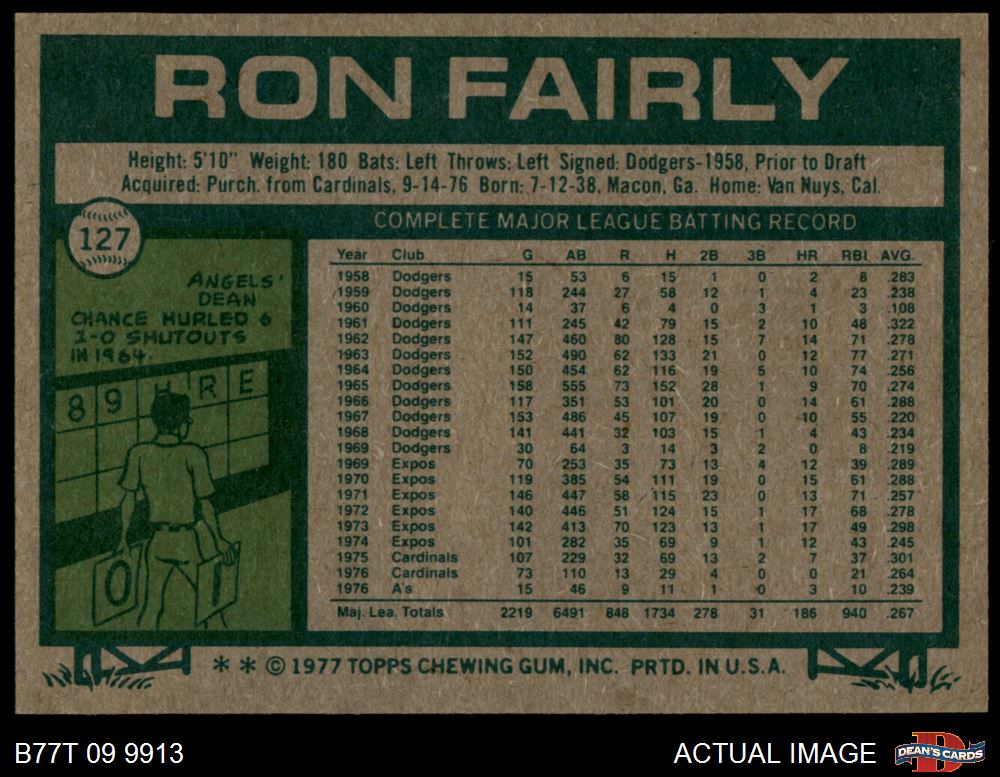 RON FAIRLY
Height: 5'10" Weight: 180 Bats: Left Throws: Left Signed: Dodgers-1958, Prior to Draft
Acquired: Purch. from Cardinals, 9-14-76 Born: 7-12-38, Macon, Ga. Home: Van Nuys, Cal.
127
ANGELS'
DEAN
CHANCE HURLED 6
1-0 SHUTOUTS
IN 1964.
8 9 H R E
0 1
COMPLETE MAJOR LEAGUE BATTING RECORD
Year Club G AB R H 2B 3B HR RBI AVG.
1958 Dodgers 15 53 6 15 1 0 2 8 .283
1959 Dodgers 118 244 27 58 12 1 4 23 .238
1960 Dodgers 14 37 6 4 0 3 1 3 .108
1961 Dodgers 111 245 42 79 15 2 10 48 .322
1962 Dodgers 147 460 80 128 15 7 14 71 .278
1963 Dodgers 152 490 62 133 21 0 12 77 .271
1964 Dodgers 150 454 62 116 19 5 10 74 .256
1965 Dodgers 158 555 73 152 28 1 9 70 .274
1966 Dodgers 117 351 53 101 20 0 14 61 .288
1967 Dodgers 153 486 45 107 19 0 10 55 .220
1968 Dodgers 141 441 32 103 15 1 4 43 .234
1969 Dodgers 30 64 3 14 3 2 0 8 .219
1969 Expos 70 253 35 73 13 4 12 39 .289
1970 Expos 119 385 54 111 19 0 15 61 .288
1971 Expos 146 447 58 115 23 0 13 71 .257
1972 Expos 140 446 51 124 15 1 17 68 .278
1973 Expos 142 413 70 123 13 1 17 49 .298
1974 Expos 101 282 35 69 9 1 12 43 .245
1975 Cardinals 107 229 32 69 13 2 7 37 .301
1976 Cardinals 73 110 13 29 4 0 0 21 .264
1976 A's 15 46 9 11 1 0 3 10 .239
Maj. Lea. Totals 2219 6491 848 1734 278 31 186 940 .267
* * © 1977 TOPPS CHEWING GUM, INC. PRTD. IN U.S.A.
B77T 09 9913 ACTUAL IMAGE
D DEAN'S CARDS